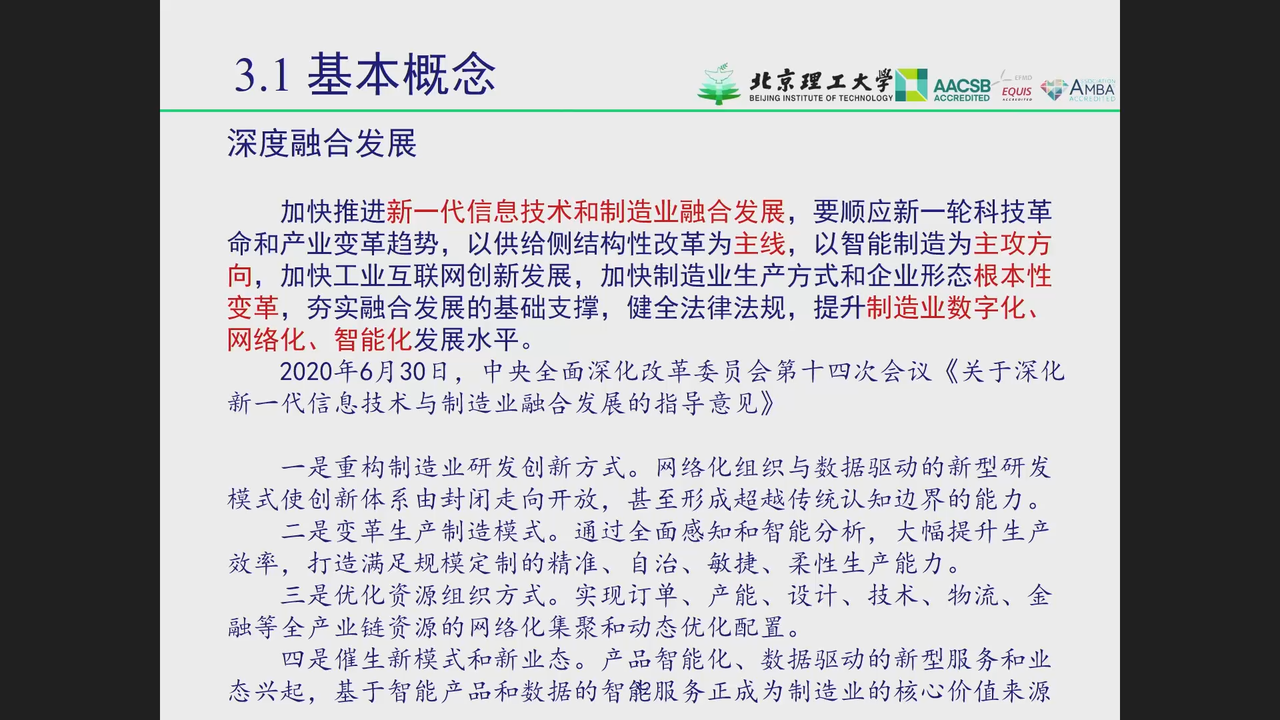 3.1 基本概念
北京理工大学
BEIJING INSTITUTE OF TECHNOLOGY
AACSB
ACCREDITED
EFMD
EQUIS
ACCREDITED
ASSOCIATION
AMBA
ACCREDITED
深度融合发展
加快推进新一代信息技术和制造业融合发展，要顺应新一轮科技革
命和产业变革趋势，以供给侧结构性改革为主线，以智能制造为主攻方
向，加快工业互联网创新发展，加快制造业生产方式和企业形态根本性
变革，夯实融合发展的基础支撑，健全法律法规，提升制造业数字化、
网络化、智能化发展水平。
2020年6月30日，中央全面深化改革委员会第十四次会议《关于深化
新一代信息技术与制造业融合发展的指导意见》
一是重构制造业研发创新方式。网络化组织与数据驱动的新型研发
模式使创新体系由封闭走向开放，甚至形成超越传统认知边界的能力。
二是变革生产制造模式。通过全面感知和智能分析，大幅提升生产
效率，打造满足规模定制的精准、自治、敏捷、柔性生产能力。
三是优化资源组织方式。实现订单、产能、设计、技术、物流、金
融等全产业链资源的网络化集聚和动态优化配置。
四是催生新模式和新业态。产品智能化、数据驱动的新型服务和业
态兴起，基于智能产品和数据的智能服务正成为制造业的核心价值来源